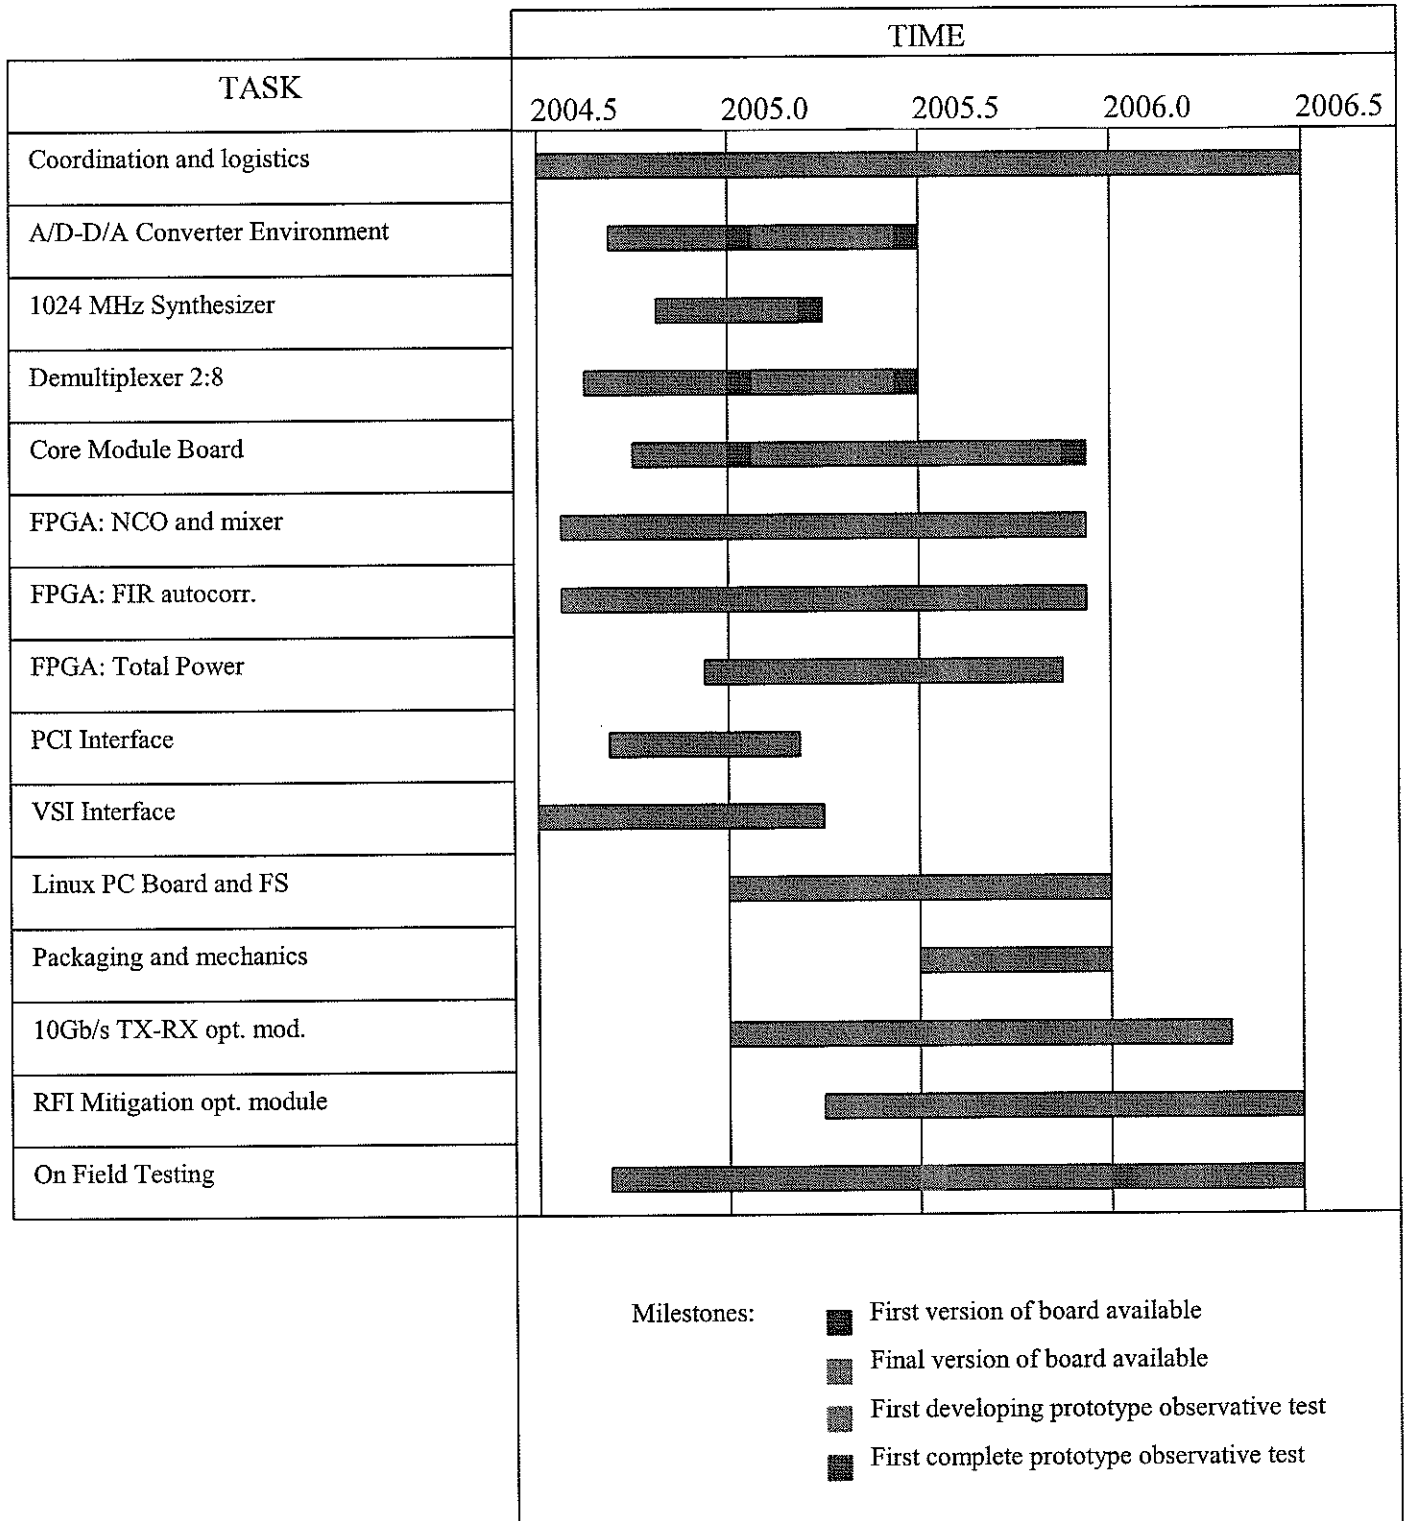 TIME
TASK
2004.5 2005.0 2005.5 2006.0 2006.5
Coordination and logistics
A/D-D/A Converter Environment
1024 MHz Synthesizer
Demultiplexer 2:8
Core Module Board
FPGA: NCO and mixer
FPGA: FIR autocorr.
FPGA: Total Power
PCI Interface
VSI Interface
Linux PC Board and FS
Packaging and mechanics
10Gb/s TX-RX opt. mod.
RFI Mitigation opt. module
On Field Testing
Milestones:
First version of board available
Final version of board available
First developing prototype observative test
First complete prototype observative test